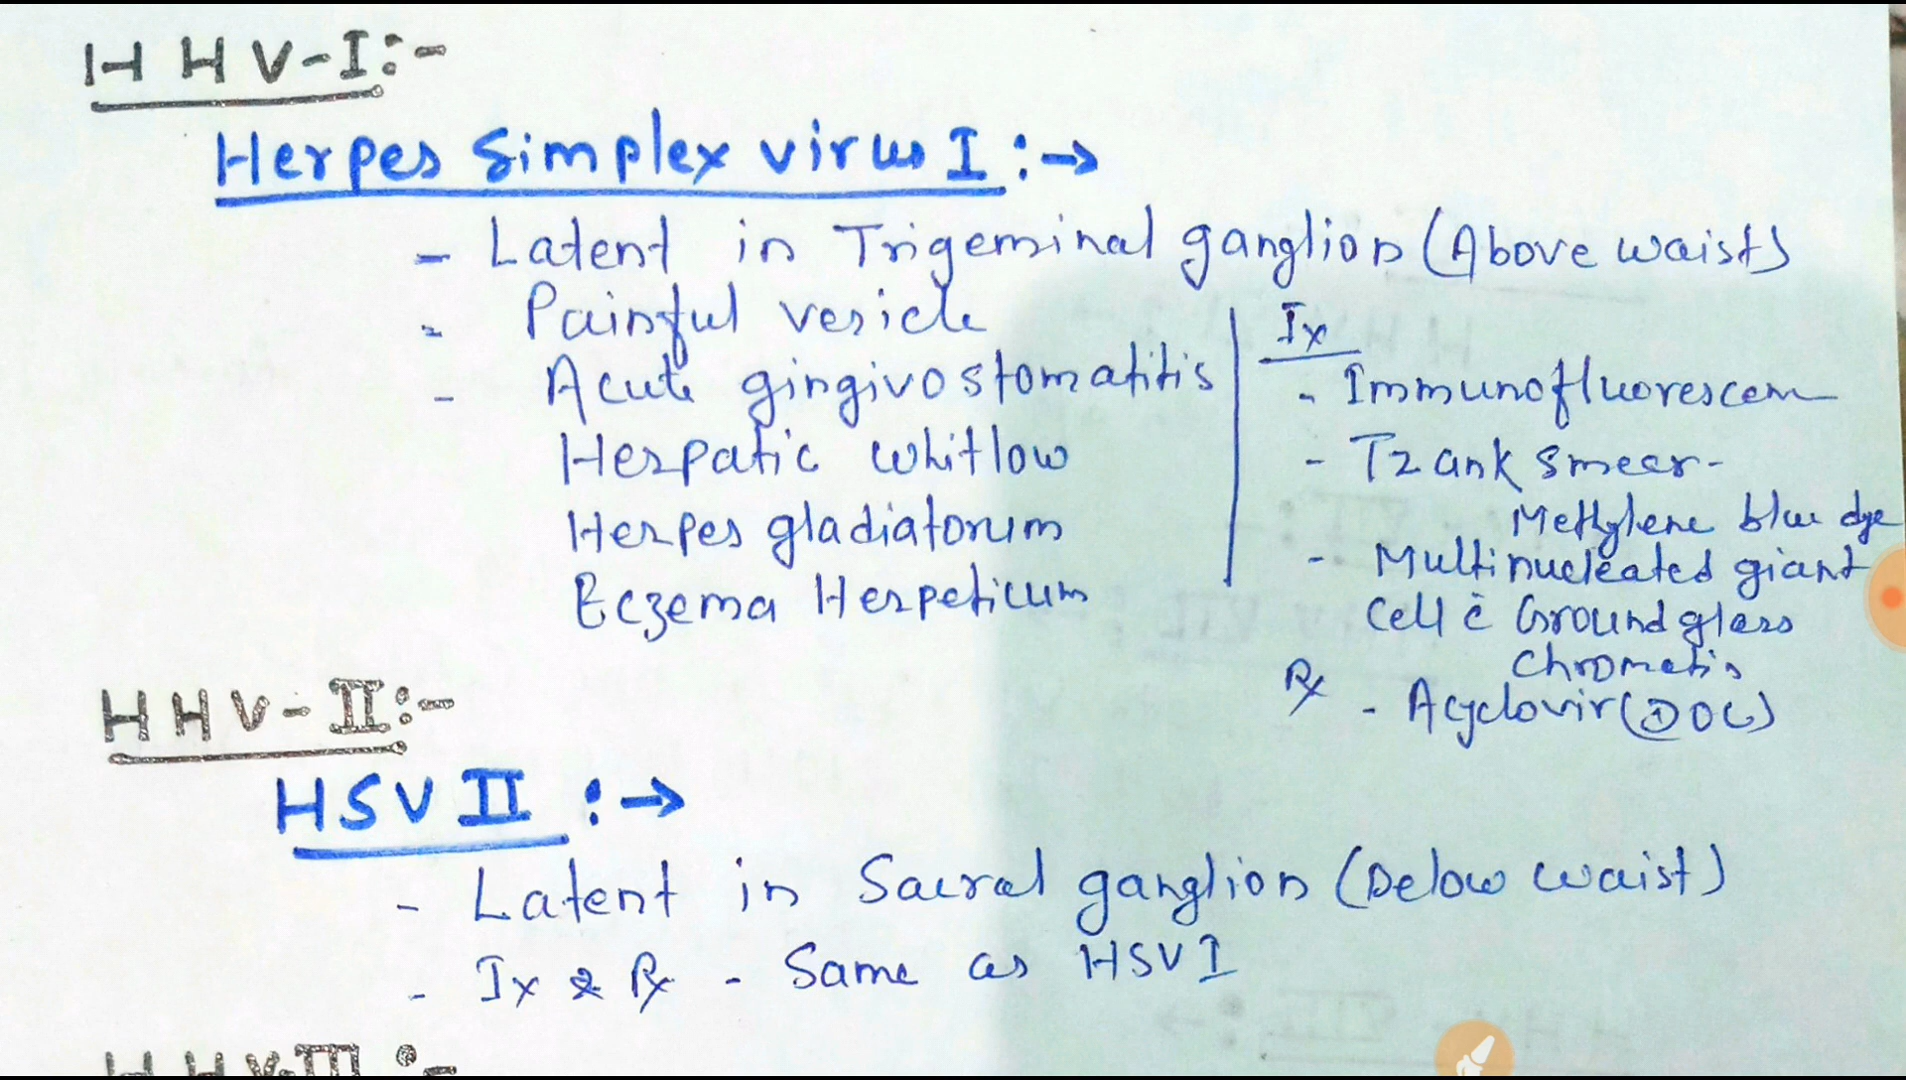 HHV-I:-
Herpes Simplex virus I :→
- Latent in Trigeminal ganglion (Above waist)
- Painful vesicle
- Acute gingivostomatitis
Herpatic whitlow
Herpes gladiatorum
Eczema Herpeticum
Ix
- Immunofluorescen
- Tzank smear -
Methylene blue dye
- Multinucleated giant
cell c̄ Ground glass
chromatin
Rx - Acyclovir (DOC)
HHV-II:-
HSV II :→
- Latent in Sacral ganglion (Below waist)
- Ix & Rx - Same as HSV I
HHV-III :-